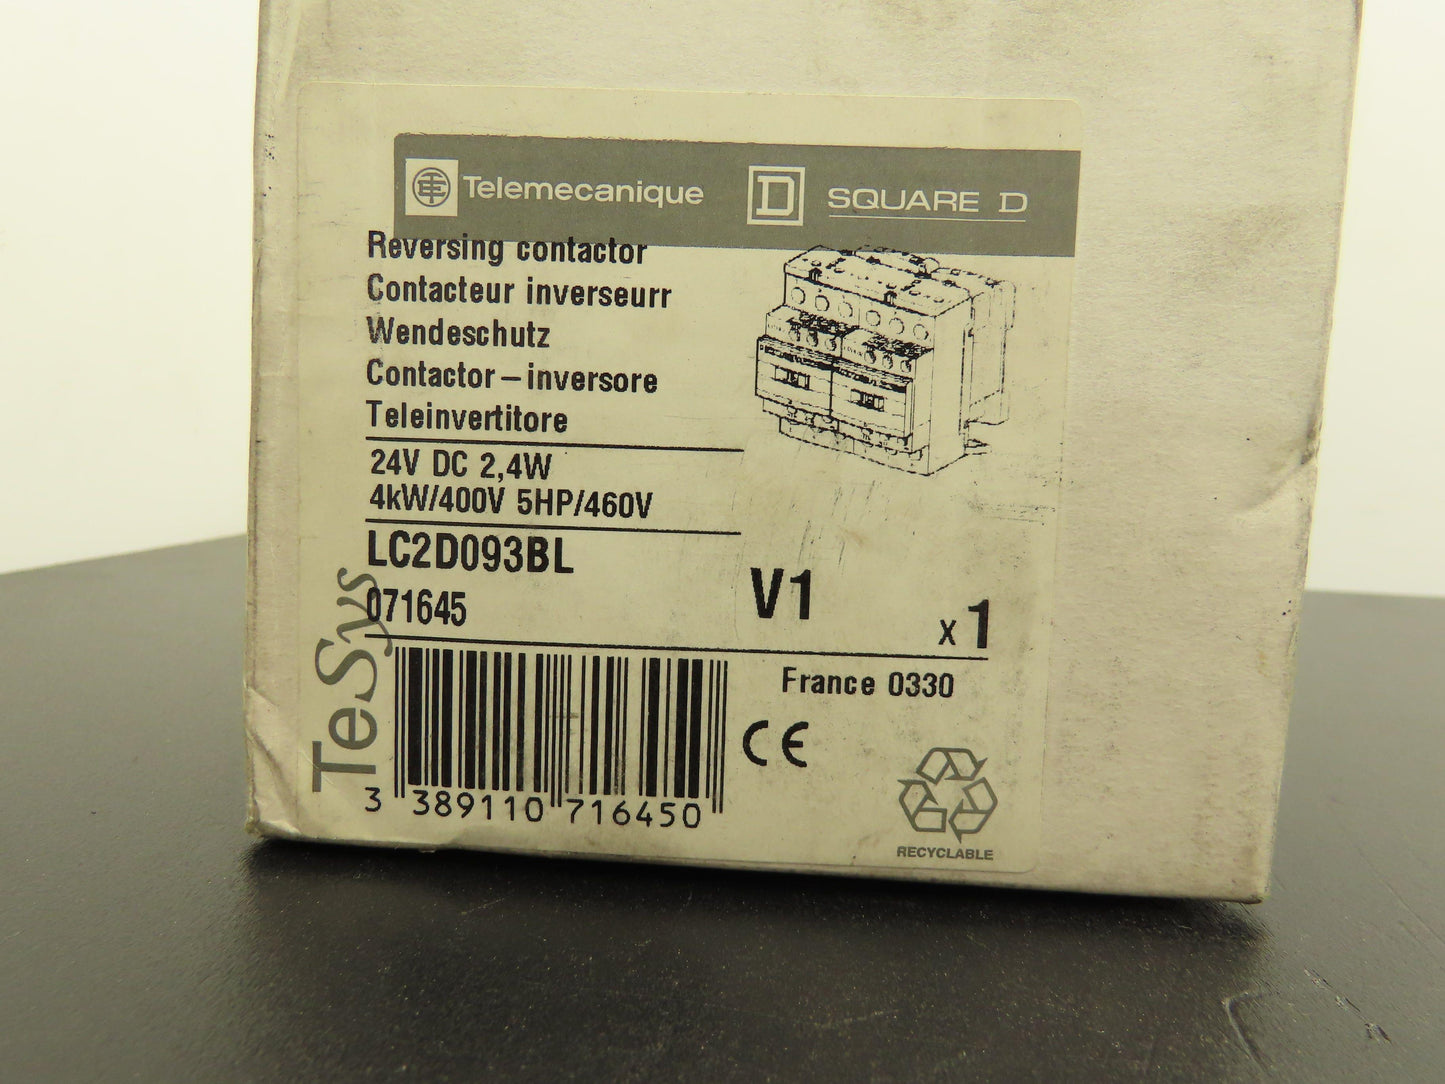 Telemecanique D SQUARE D
Reversing contactor
Contacteur inverseurr
Wendeschutz
Contactor–inversore
Teleinvertitore
24V DC 2,4W
4kW/400V 5HP/460V
LC2D093BL
071645
V1
x 1
TeSys
France 0330
CE
3 389110 716450
RECYCLABLE